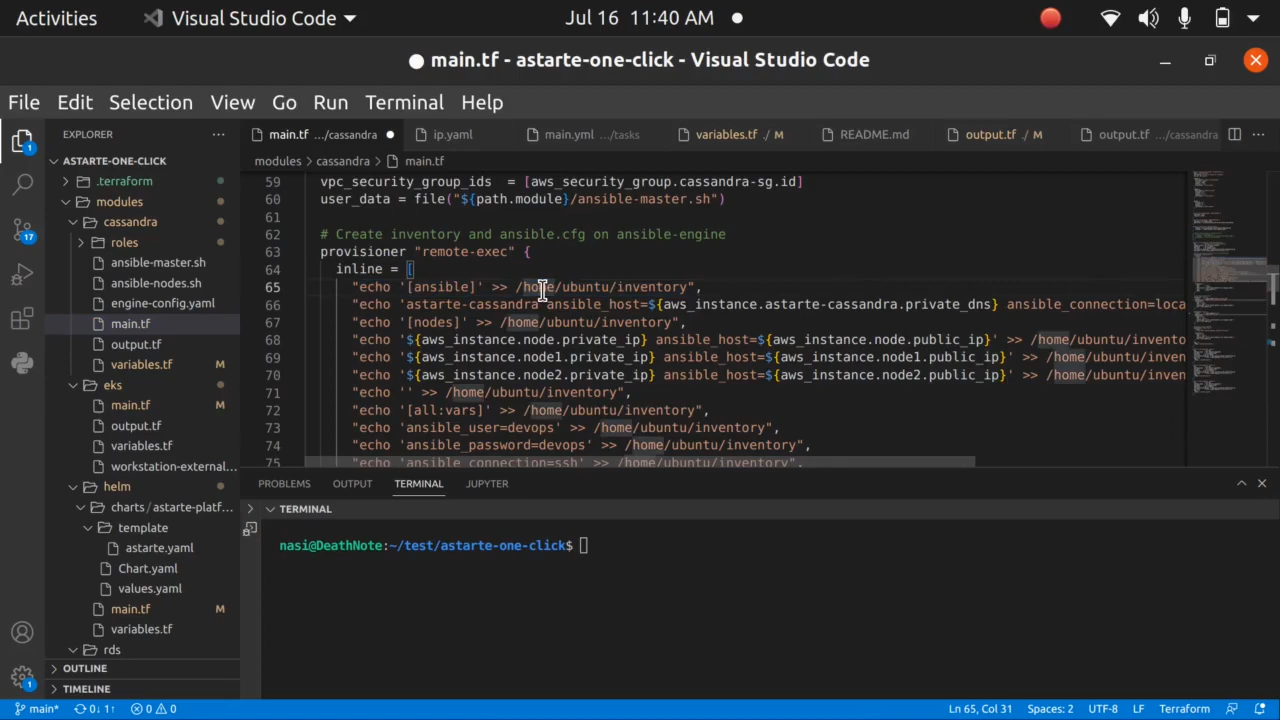 Activities Visual Studio Code Jul 16 11:40 AM
main.tf - astarte-one-click - Visual Studio Code
File Edit Selection View Go Run Terminal Help
EXPLORER
ASTARTE-ONE-CLICK
.terraform
modules
cassandra
roles
ansible-master.sh
ansible-nodes.sh
engine-config.yaml
main.tf
output.tf
variables.tf M
eks
main.tf M
output.tf
variables.tf
workstation-external...
helm
charts/astarte-platf...
template
astarte.yaml
Chart.yaml
values.yaml
main.tf M
variables.tf
rds
OUTLINE
TIMELINE
1
17
1
main.tf .../cassandra ip.yaml main.yml .../tasks variables.tf ./ M README.md output.tf ./ M output.tf .../cassandra
modules > cassandra > main.tf
59 vpc_security_group_ids = [aws_security_group.cassandra-sg.id]
60 user_data = file("${path.module}/ansible-master.sh")
61
62 # Create inventory and ansible.cfg on ansible-engine
63 provisioner "remote-exec" {
64 inline = [
65 "echo '[ansible]' >> /home/ubuntu/inventory",
66 "echo 'astarte-cassandra ansible_host=${aws_instance.astarte-cassandra.private_dns} ansible_connection=loca
67 "echo '[nodes]' >> /home/ubuntu/inventory",
68 "echo '${aws_instance.node.private_ip} ansible_host=${aws_instance.node.public_ip}' >> /home/ubuntu/invento
69 "echo '${aws_instance.node1.private_ip} ansible_host=${aws_instance.node1.public_ip}' >> /home/ubuntu/inven
70 "echo '${aws_instance.node2.private_ip} ansible_host=${aws_instance.node2.public_ip}' >> /home/ubuntu/inven
71 "echo ' ' >> /home/ubuntu/inventory",
72 "echo '[all:vars]' >> /home/ubuntu/inventory",
73 "echo 'ansible_user=devops' >> /home/ubuntu/inventory",
74 "echo 'ansible_password=devops' >> /home/ubuntu/inventory",
75 "echo 'ansible_connection=ssh' >> /home/ubuntu/inventory",
PROBLEMS OUTPUT TERMINAL JUPYTER
TERMINAL
nasi@DeathNote:~/test/astarte-one-click$
main* 0↓ 1↑ 0 0 Ln 65, Col 31 Spaces: 2 UTF-8 LF Terraform